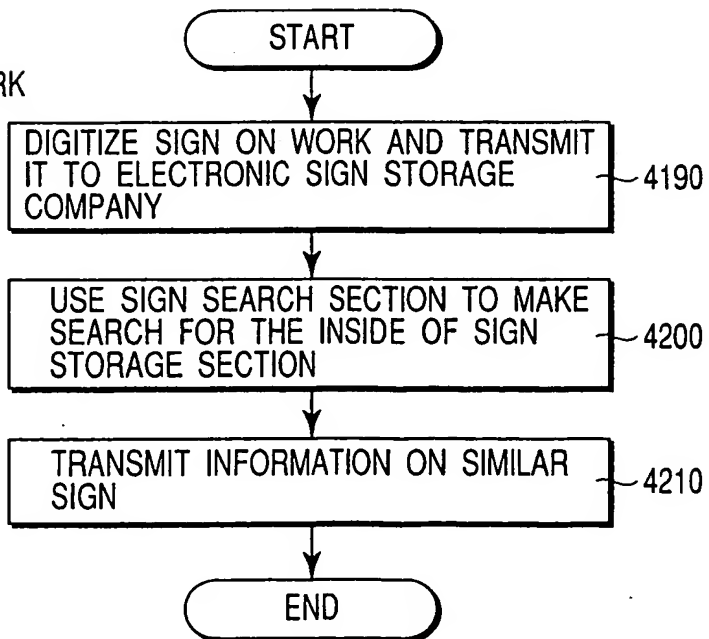 START
RK
DIGITIZE SIGN ON WORK AND TRANSMIT
IT TO ELECTRONIC SIGN STORAGE
COMPANY
4190
USE SIGN SEARCH SECTION TO MAKE
SEARCH FOR THE INSIDE OF SIGN
STORAGE SECTION
4200
TRANSMIT INFORMATION ON SIMILAR
SIGN
4210
END